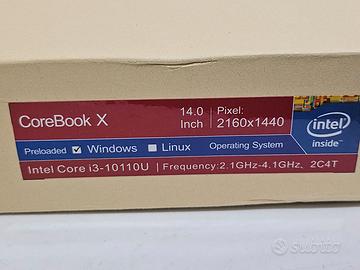 CoreBook X
14.0 Inch
Pixel: 2160x1440
Preloaded ☑ Windows ☐ Linux Operating System
Intel Core i3-10110U | Frequency:2.1GHz-4.1GHz、2C4T
intel
inside™
subito